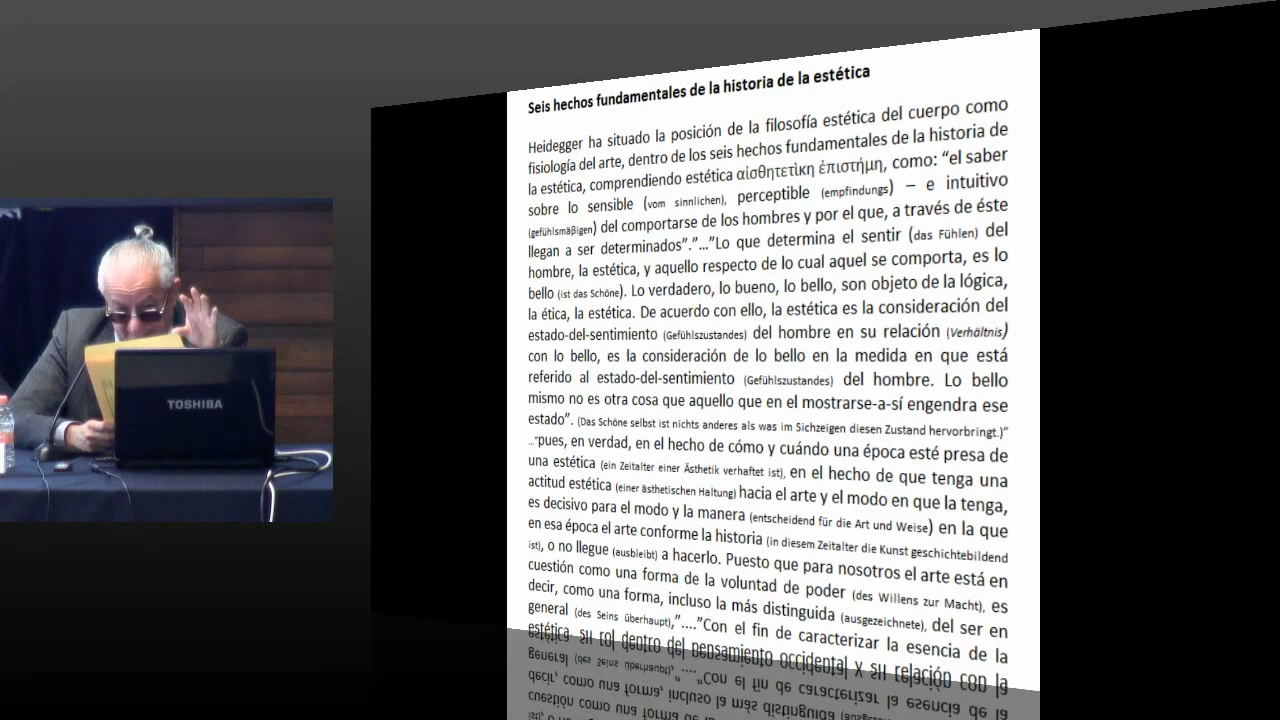 Seis hechos fundamentales de la historia de la estética
Heidegger ha situado la posición de la filosofía estética del cuerpo como
fisiología del arte, dentro de los seis hechos fundamentales de la historia de
la estética, comprendiendo estética αἰσθητετὶκη ἐπιστήμη, como: “el saber
sobre lo sensible (vom sinnlichen), perceptible (empfindungs) – e intuitivo
(gefühlsmäßigen) del comportarse de los hombres y por el que, a través de éste
llegan a ser determinados”.”...”Lo que determina el sentir (das Fühlen) del
hombre, la estética, y aquello respecto de lo cual aquel se comporta, es lo
bello (ist das Schöne). Lo verdadero, lo bueno, lo bello, son objeto de la lógica,
la ética, la estética. De acuerdo con ello, la estética es la consideración del
estado-del-sentimiento (Gefühlszustandes) del hombre en su relación (Verhältnis)
con lo bello, es la consideración de lo bello en la medida en que está
referido al estado-del-sentimiento (Gefühlszustandes) del hombre. Lo bello
mismo no es otra cosa que aquello que en el mostrarse-a-sí engendra ese
estado”. (Das Schöne selbst ist nichts anderes als was im Sichzeigen diesen Zustand hervorbringt.)”
...”pues, en verdad, en el hecho de cómo y cuándo una época esté presa de
una estética (ein Zeitalter einer Ästhetik verhaftet ist), en el hecho de que tenga una
actitud estética (einer ästhetischen Haltung) hacia el arte y el modo en que la tenga,
es decisivo para el modo y la manera (entscheidend für die Art und Weise) en la que
en esa época el arte conforme la historia (in diesem Zeitalter die Kunst geschichtebildend
ist), o no llegue (ausbleibt) a hacerlo. Puesto que para nosotros el arte está en
cuestión como una forma de la voluntad de poder (des Willens zur Macht), es
decir, como una forma, incluso la más distinguida (ausgezeichnete), del ser en
general (des Seins überhaupt),”....”Con el fin de caracterizar la esencia de la
estética, su rol dentro del pensamiento occidental y su relación con la
TOSHIBA